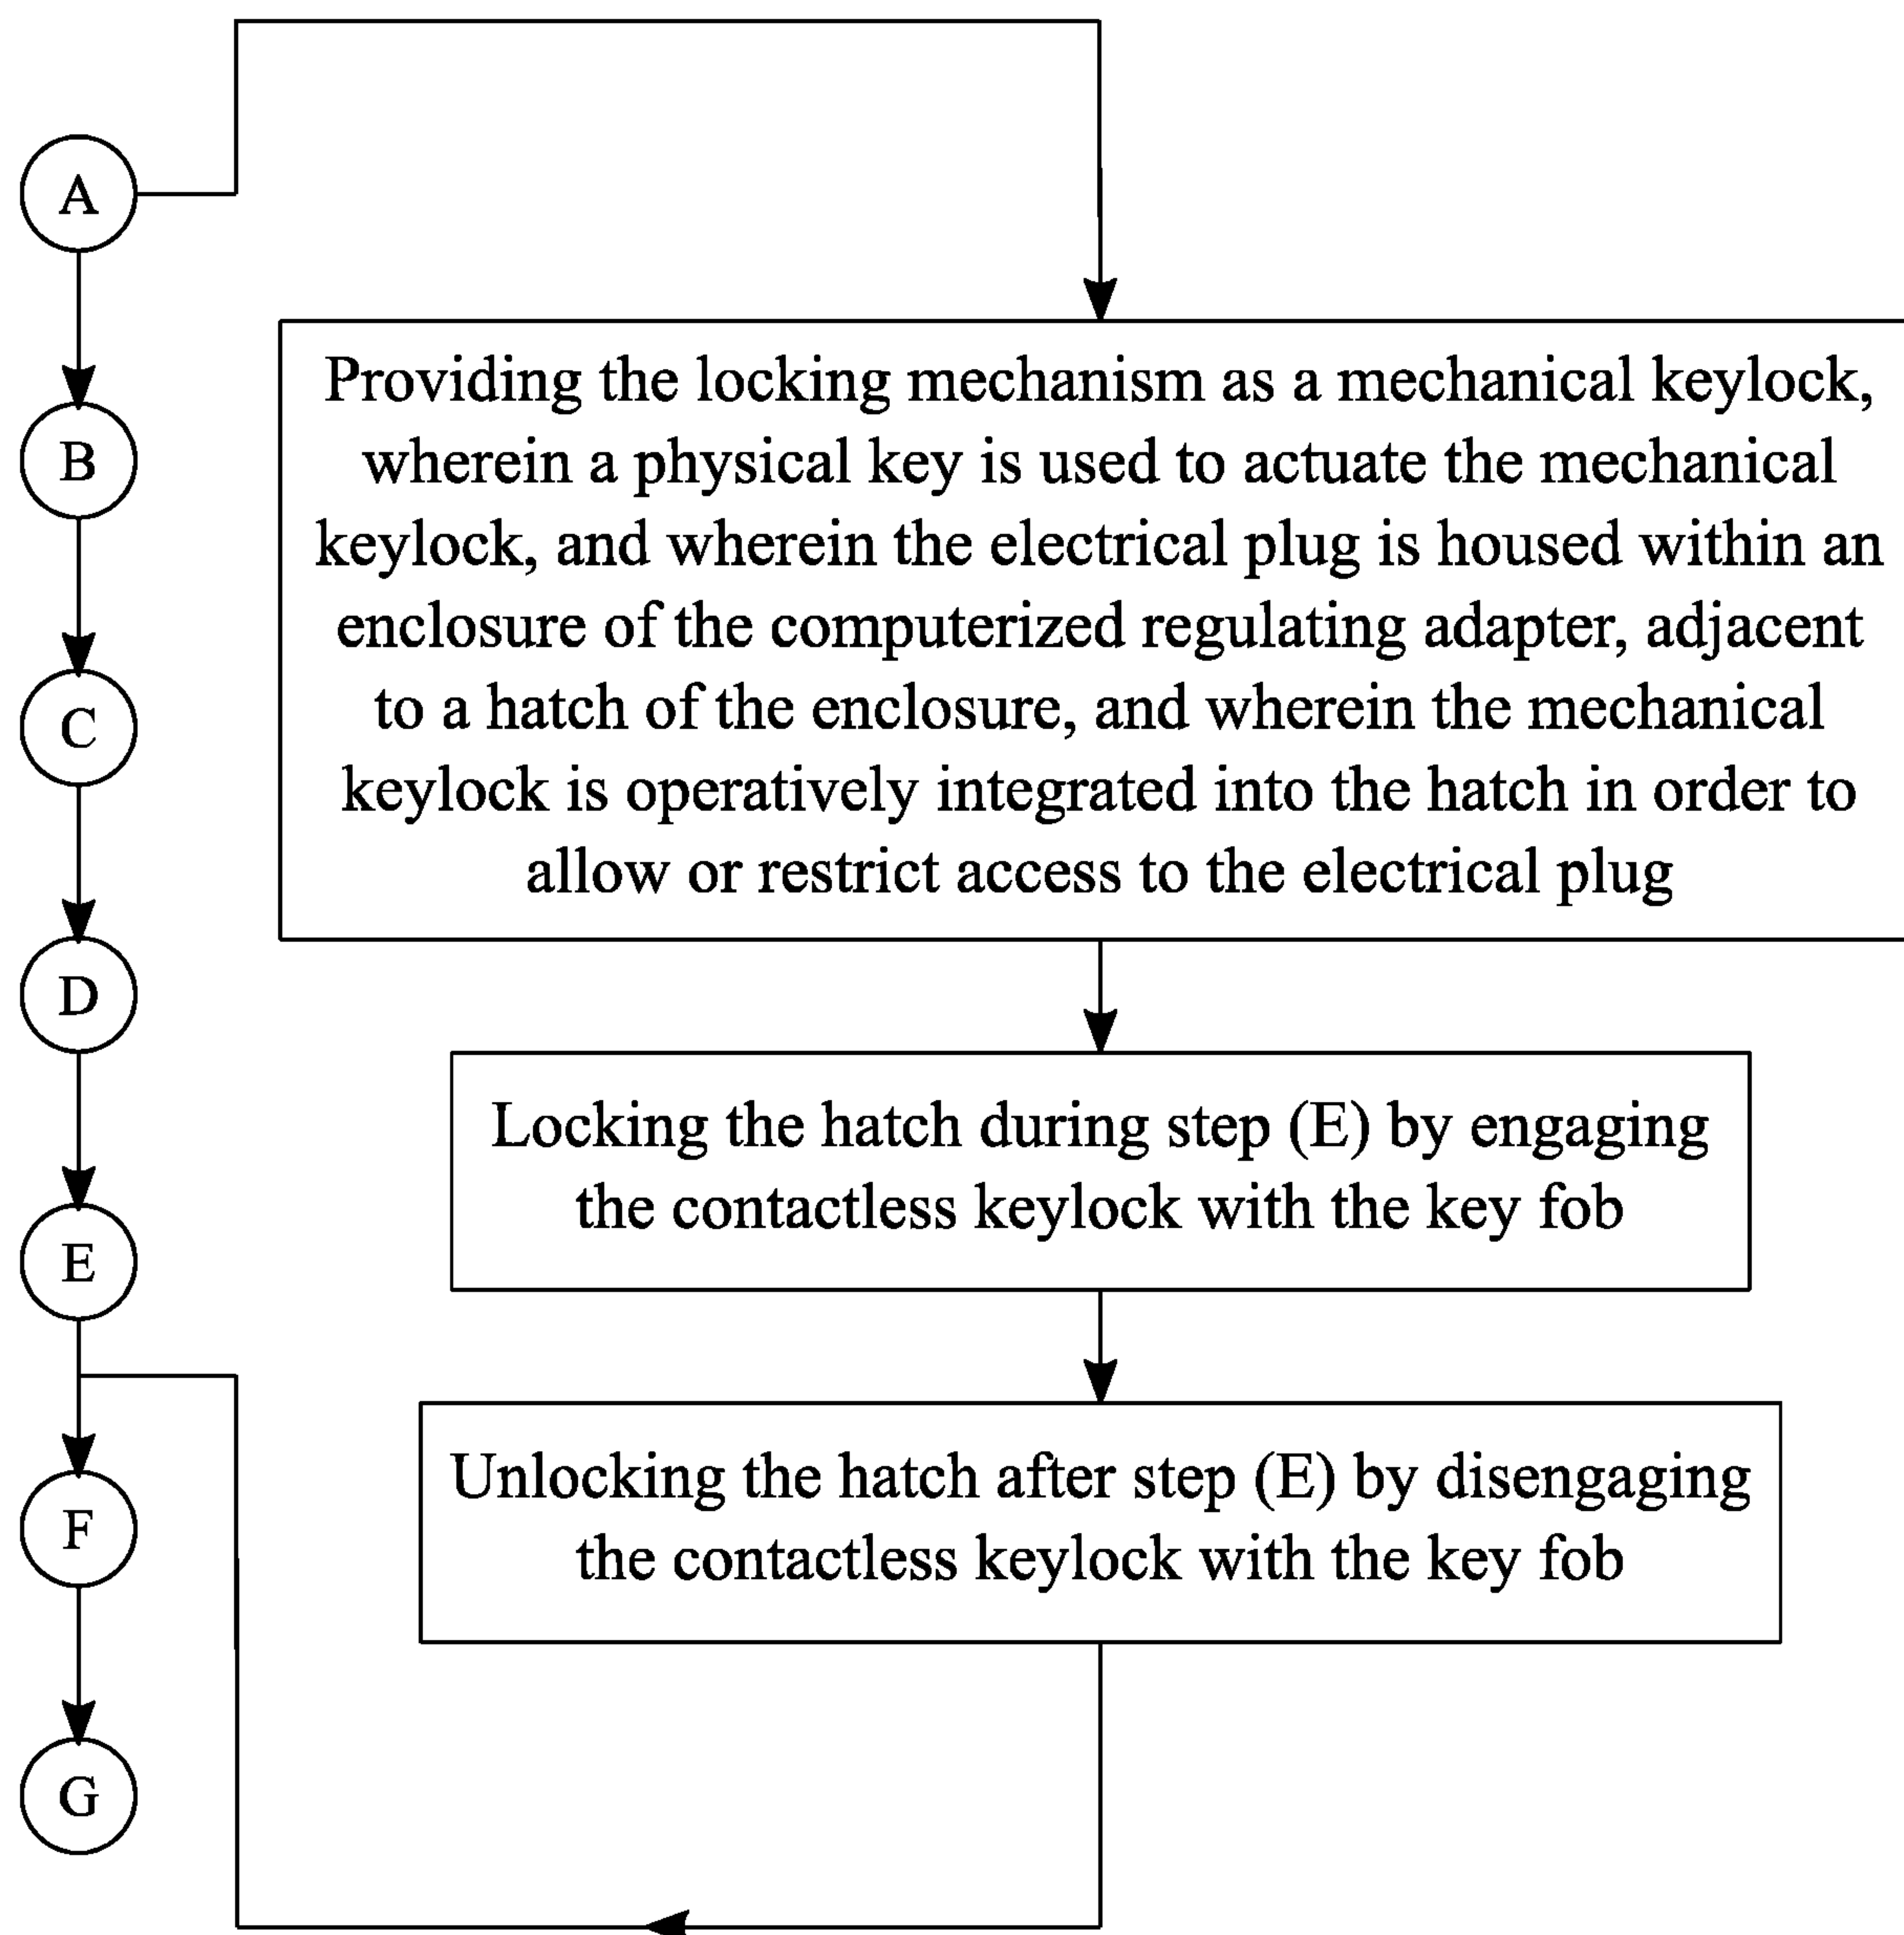 A
B
C
D
E
F
G
Providing the locking mechanism as a mechanical keylock,
wherein a physical key is used to actuate the mechanical
keylock, and wherein the electrical plug is housed within an
enclosure of the computerized regulating adapter, adjacent
to a hatch of the enclosure, and wherein the mechanical
keylock is operatively integrated into the hatch in order to
allow or restrict access to the electrical plug
Locking the hatch during step (E) by engaging
the contactless keylock with the key fob
Unlocking the hatch after step (E) by disengaging
the contactless keylock with the key fob